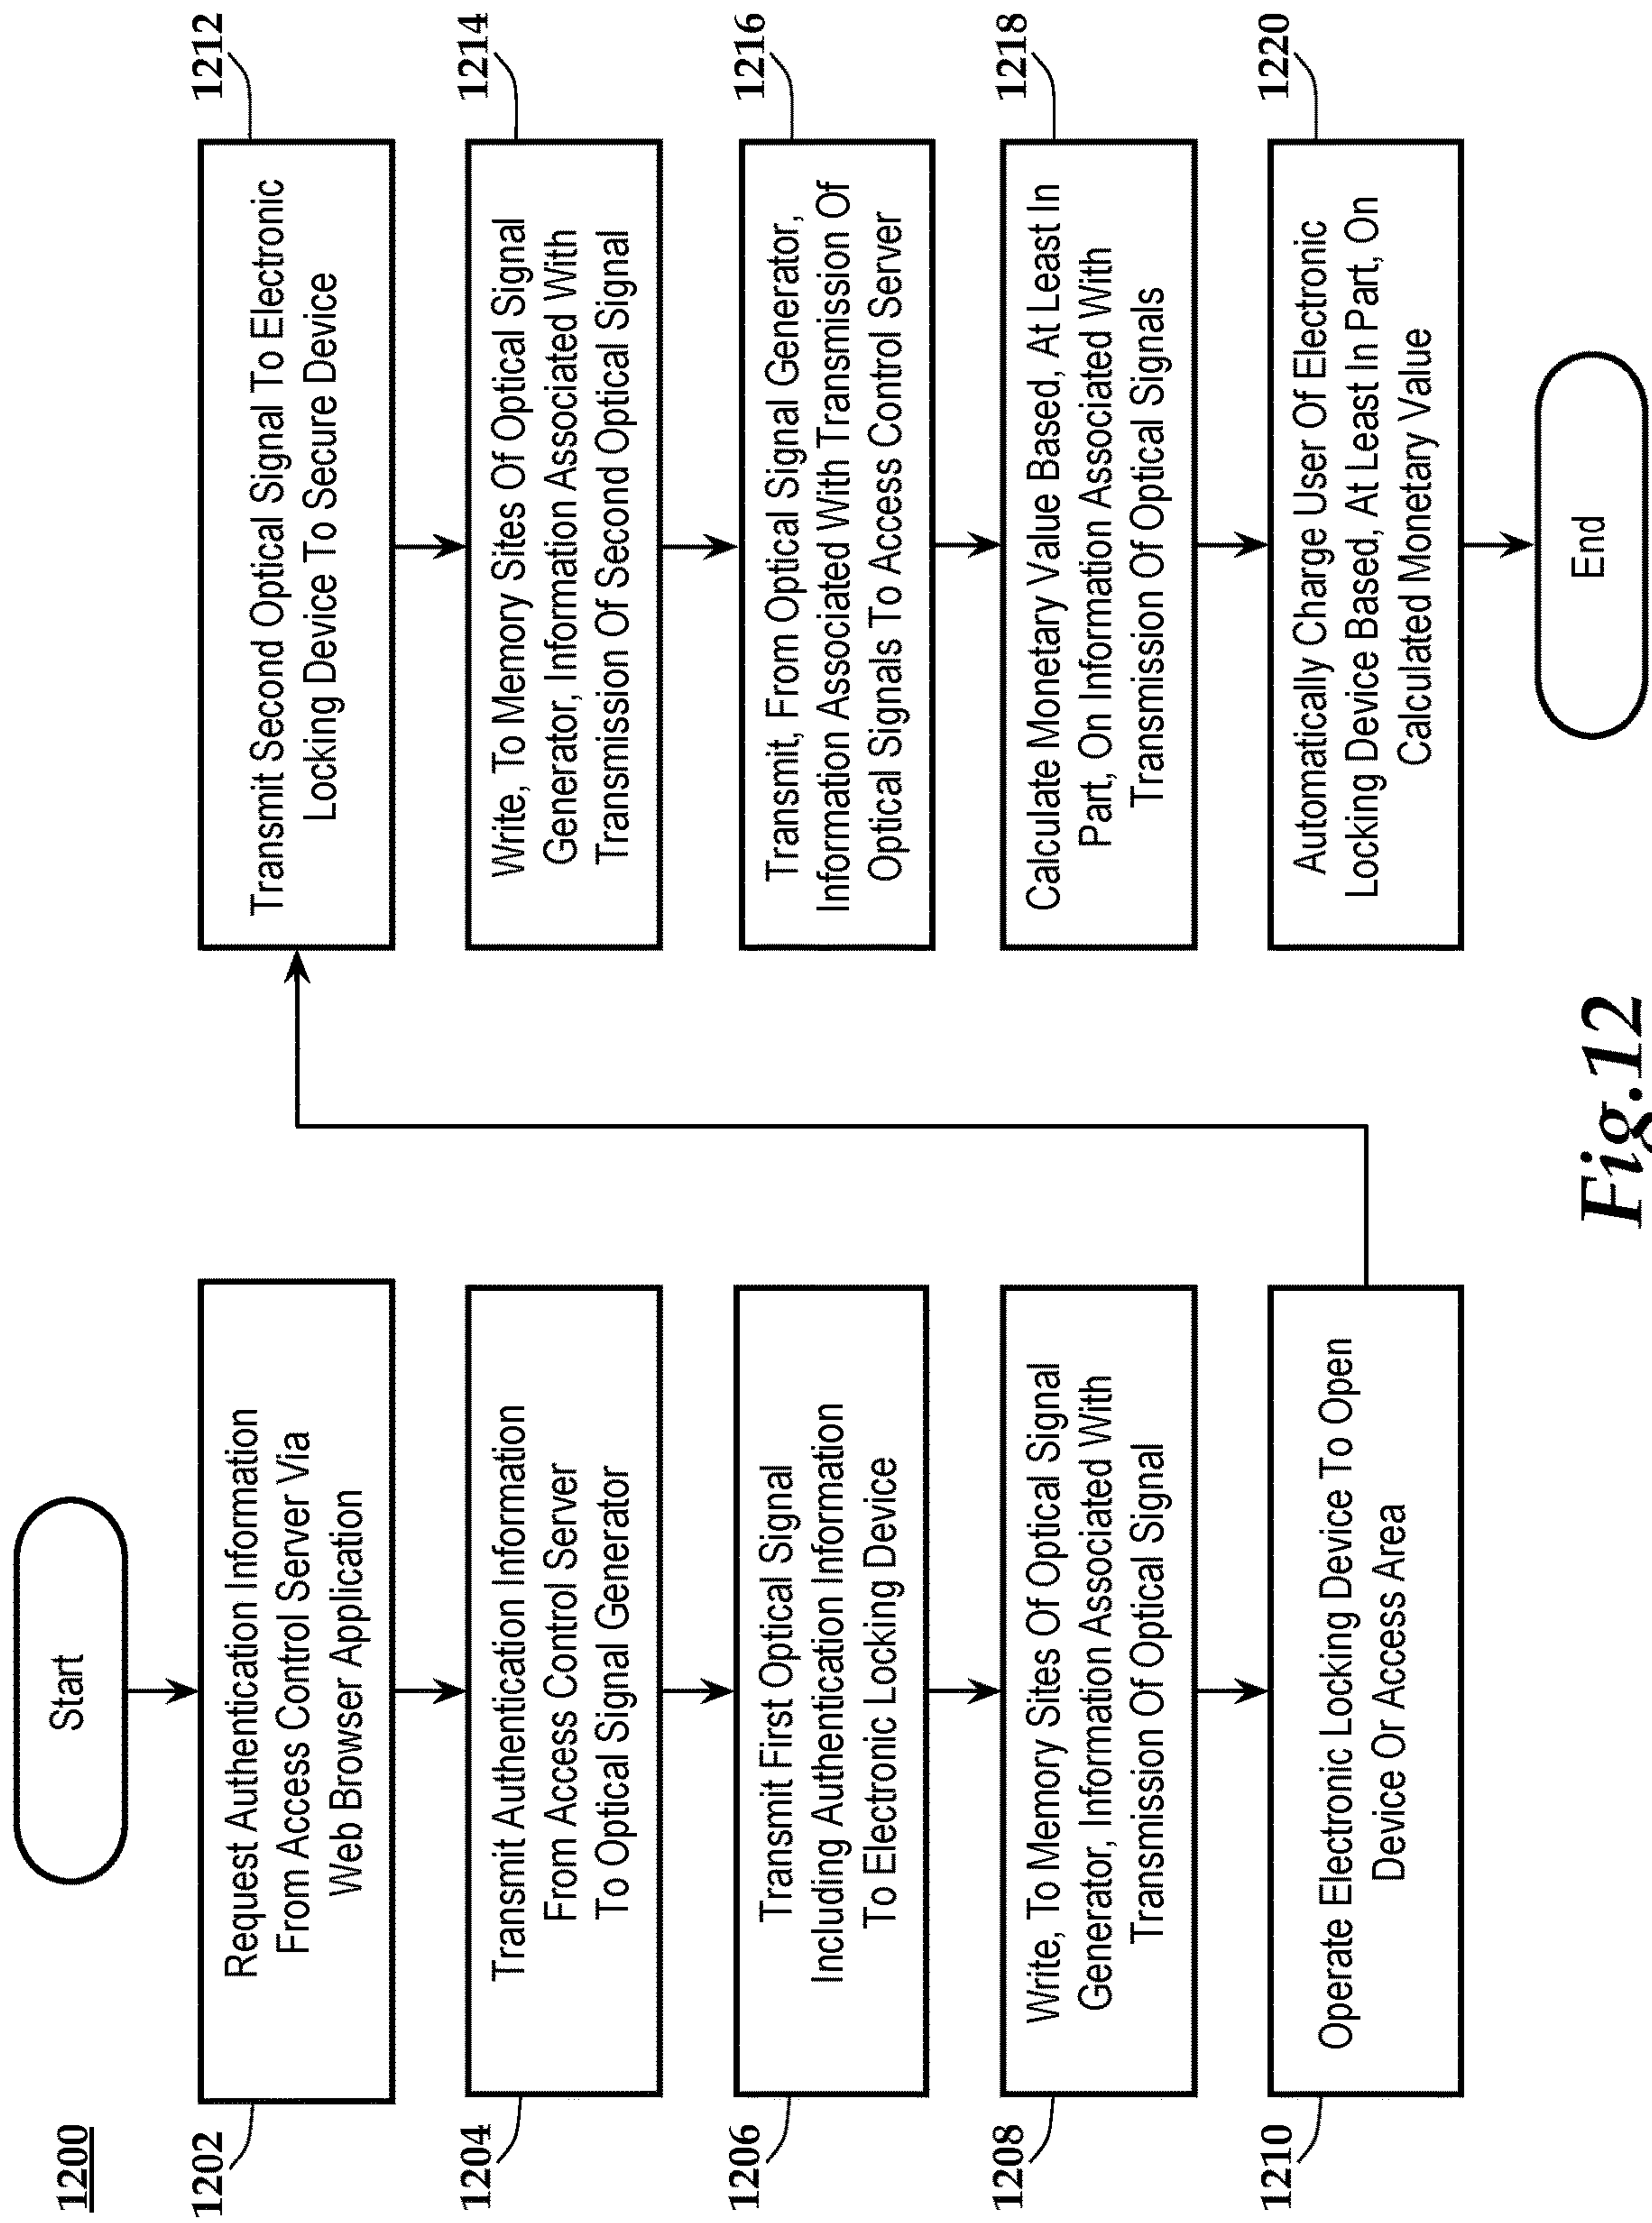 1200
Start
1202
Request Authentication Information
From Access Control Server Via
Web Browser Application
1204
Transmit Authentication Information
From Access Control Server
To Optical Signal Generator
1206
Transmit First Optical Signal
Including Authentication Information
To Electronic Locking Device
1208
Write, To Memory Sites Of Optical Signal
Generator, Information Associated With
Transmission Of Optical Signal
1210
Operate Electronic Locking Device To Open
Device Or Access Area
1212
Transmit Second Optical Signal To Electronic
Locking Device To Secure Device
1214
Write, To Memory Sites Of Optical Signal
Generator, Information Associated With
Transmission Of Second Optical Signal
1216
Transmit, From Optical Signal Generator,
Information Associated With Transmission Of
Optical Signals To Access Control Server
1218
Calculate Monetary Value Based, At Least In
Part, On Information Associated With
Transmission Of Optical Signals
1220
Automatically Charge User Of Electronic
Locking Device Based, At Least In Part, On
Calculated Monetary Value
End
Fig.12